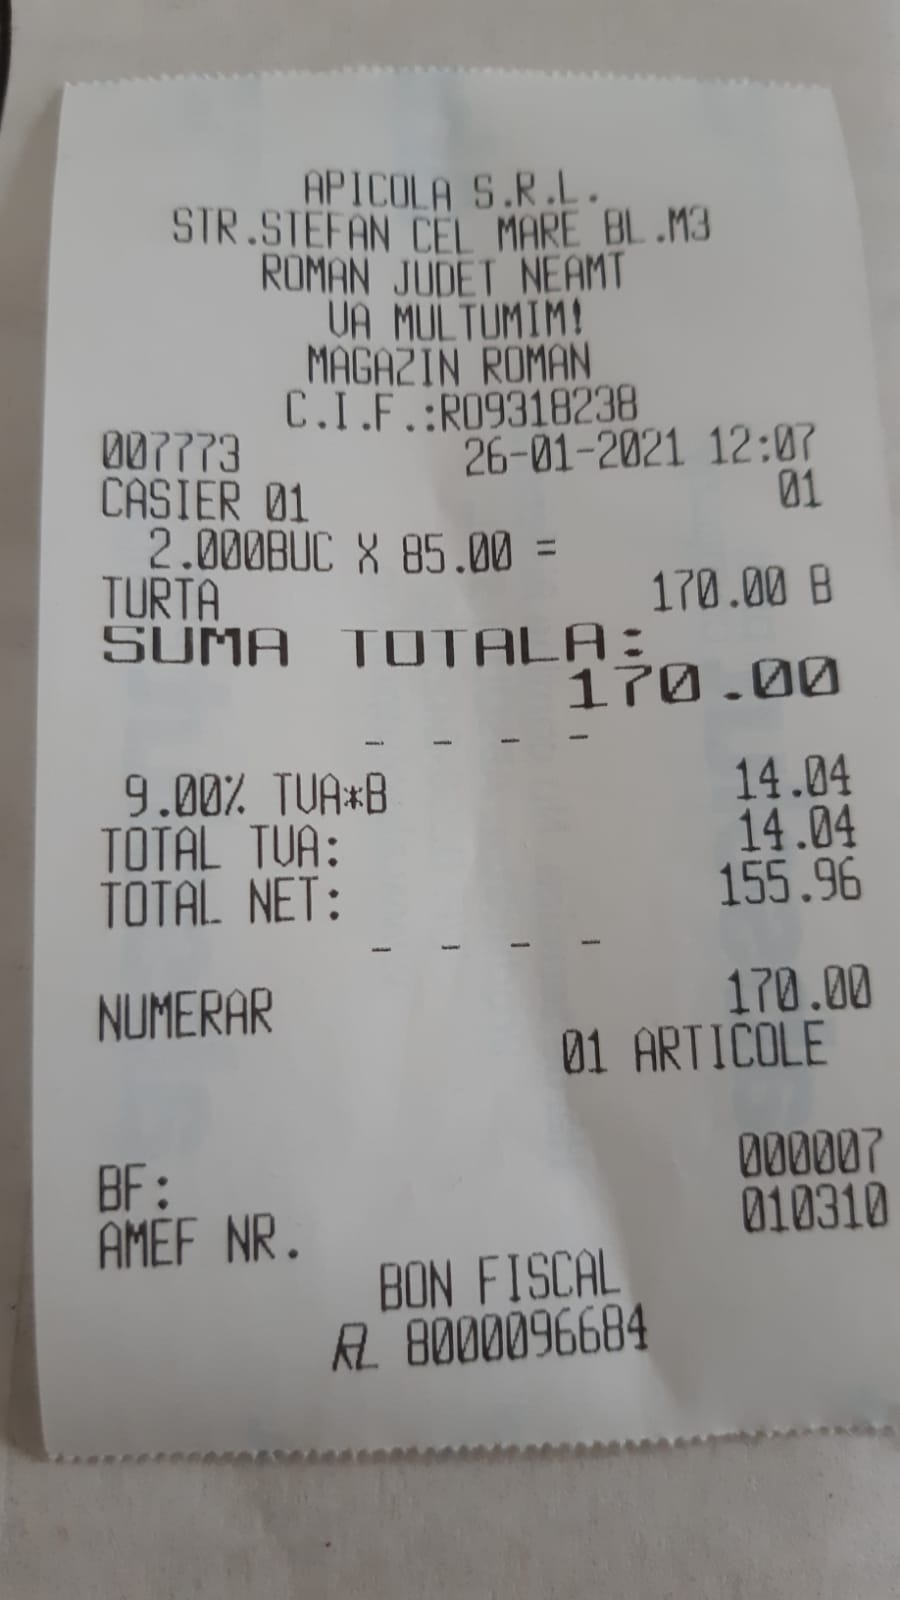 APICOLA S.R.L.
STR.STEFAN CEL MARE BL.M3
ROMAN JUDET NEAMT
VA MULTUMIM!
MAGAZIN ROMAN
C.I.F.:RO9318238
007773 26-01-2021 12:07
CASIER 01 01
2.000BUC X 85.00 =
TURTA 170.00 B
SUMA TOTALA:
170.00
- - - -
9.00% TVA*B 14.04
TOTAL TVA: 14.04
TOTAL NET: 155.96
- - - -
NUMERAR 170.00
01 ARTICOLE
BF: 000007
AMEF NR. 010310
BON FISCAL
8000096684